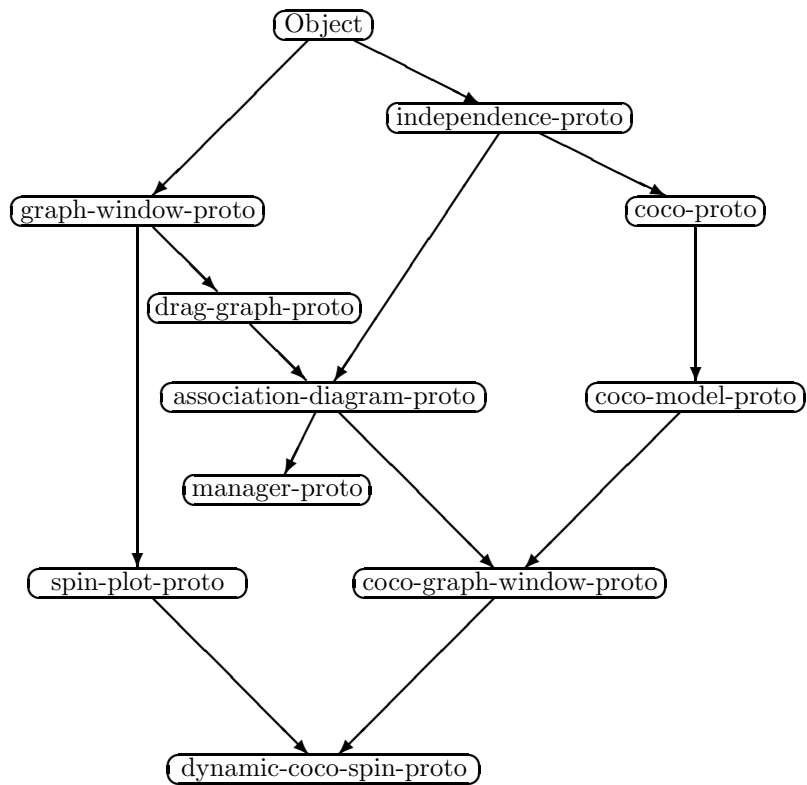 Object
independence-proto
graph-window-proto
coco-proto
drag-graph-proto
association-diagram-proto
coco-model-proto
manager-proto
spin-plot-proto
coco-graph-window-proto
dynamic-coco-spin-proto